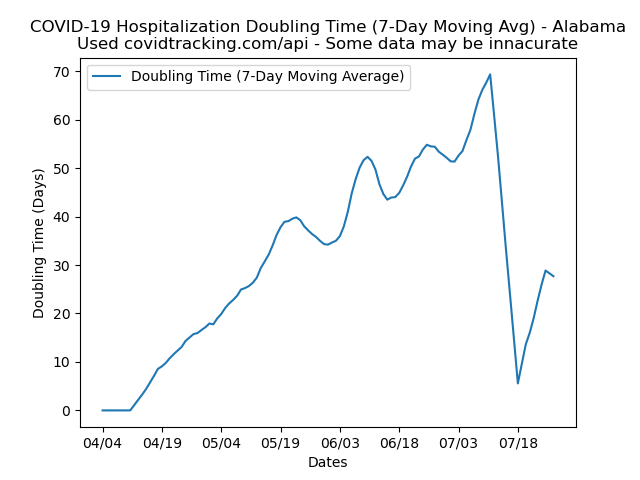 COVID-19 Hospitalization Doubling Time (7-Day Moving Avg) - Alabama
Used covidtracking.com/api - Some data may be innacurate
Doubling Time (7-Day Moving Average)
70
60
50
40
30
20
10
0
Doubling Time (Days)
04/04 04/19 05/04 05/19 06/03 06/18 07/03 07/18
Dates